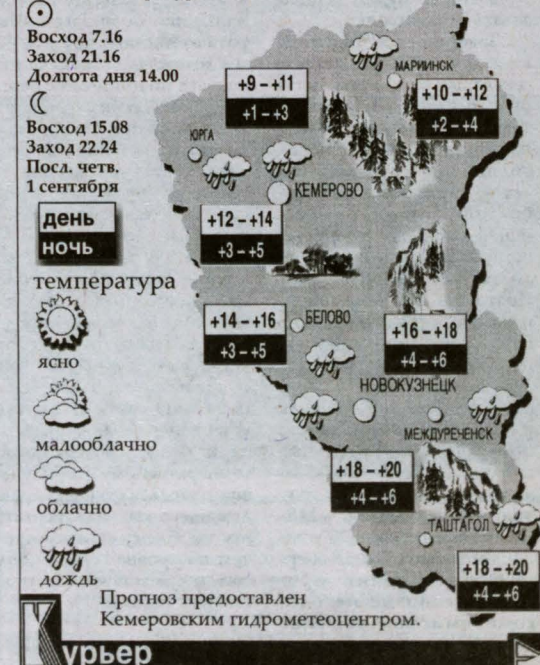 Восход 7.16
Заход 21.16
Долгота дня 14.00
Восход 15.08
Заход 22.24
Посл. четв.
1 сентября
день
ночь
температура
ясно
малооблачно
облачно
дождь
МАРИИНСК
+9 – +11
+1 – +3
+10 – +12
+2 – +4
ЮРГА
КЕМЕРОВО
+12 – +14
+3 – +5
+14 – +16
+3 – +5
БЕЛОВО
+16 – +18
+4 – +6
НОВОКУЗНЕЦК
МЕЖДУРЕЧЕНСК
+18 – +20
+4 – +6
ТАШТАГОЛ
+18 – +20
+4 – +6
Прогноз предоставлен
Кемеровским гидрометеоцентром.
Курьер